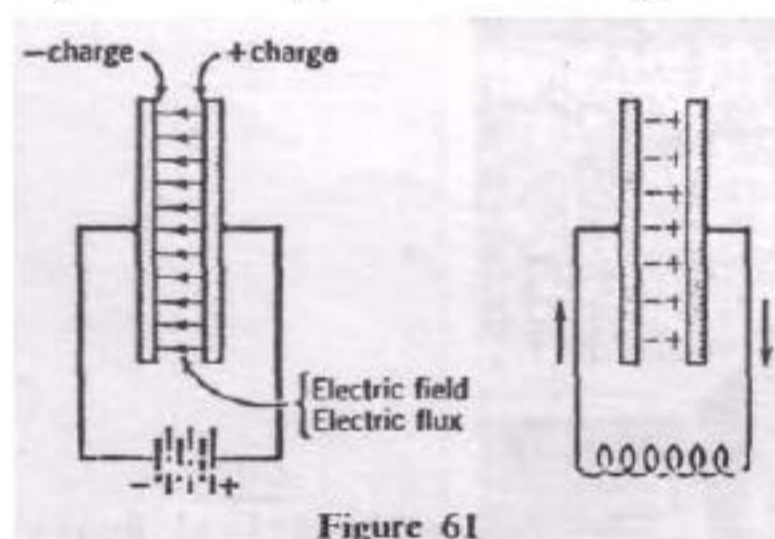 –charge
+charge
Electric field
Electric flux
– +
– +
– +
– +
– +
– +
– +
– +
Figure 61